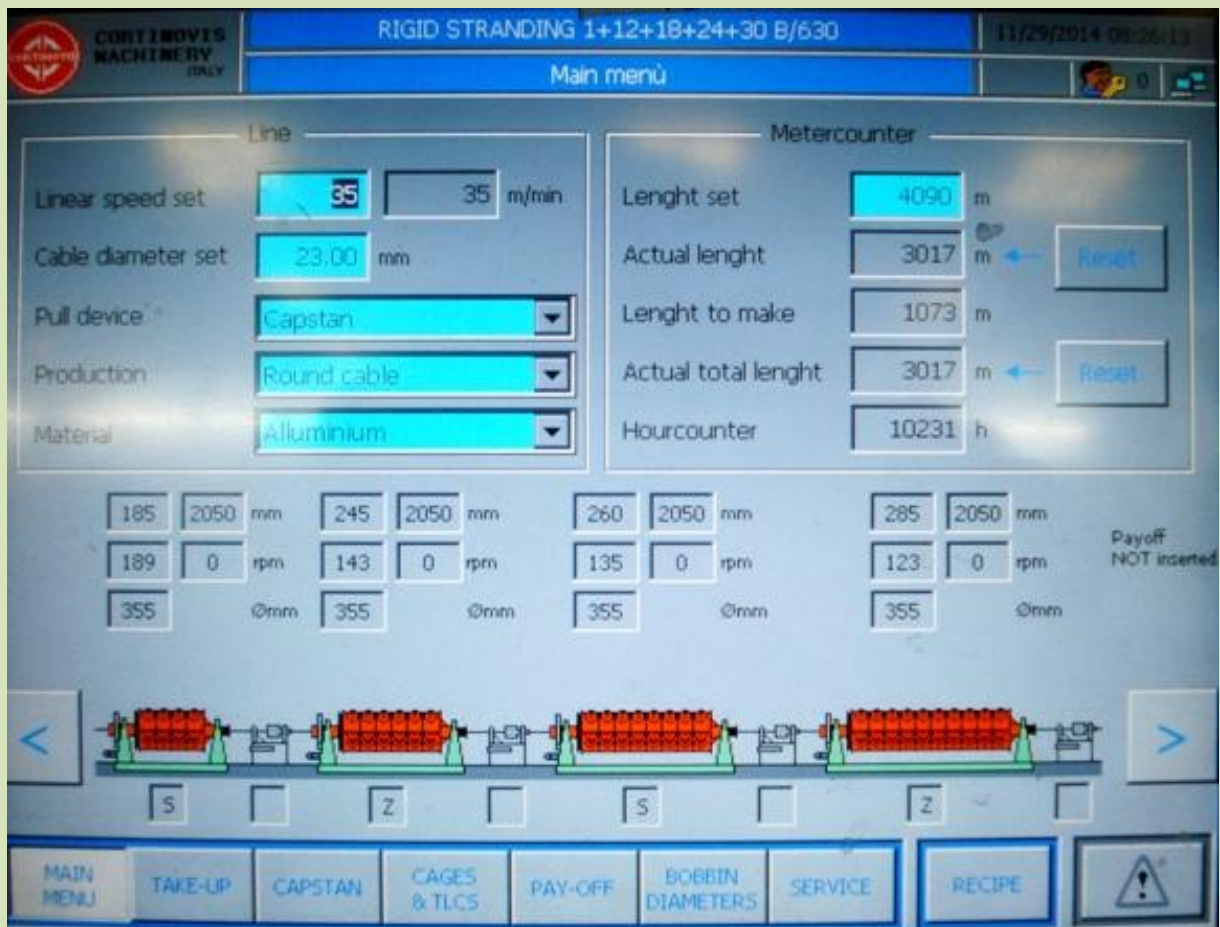 CORTINOVIS
MACHINERY
ITALY
RIGID STRANDING 1+12+18+24+30 B/630
11/29/2014 08:26:13
Main menù
0
Line
Linear speed set 35 35 m/min
Cable diameter set 23.00 mm
Pull device Capstan
Production Round cable
Material Alluminium
Metercounter
Lenght set 4090 m
Actual lenght 3017 m Reset
Lenght to make 1073 m
Actual total lenght 3017 m Reset
Hourcounter 10231 h
185 2050 mm 245 2050 mm 260 2050 mm 285 2050 mm
189 0 rpm 143 0 rpm 135 0 rpm 123 0 rpm
355 Ømm 355 Ømm 355 Ømm 355 Ømm
Payoff
NOT inserted
< >
S Z S Z
MAIN
MENU
TAKE-UP
CAPSTAN
CAGES
& TLCS
PAY-OFF
BOBBIN
DIAMETERS
SERVICE
RECIPE